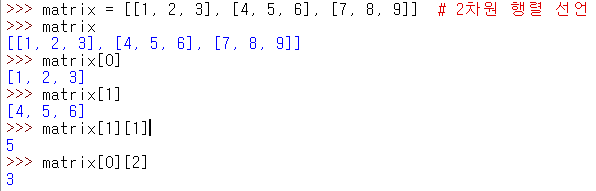 >>> matrix = [[1, 2, 3], [4, 5, 6], [7, 8, 9]]  # 2차원 행렬 선언
>>> matrix
[[1, 2, 3], [4, 5, 6], [7, 8, 9]]
>>> matrix[0]
[1, 2, 3]
>>> matrix[1]
[4, 5, 6]
>>> matrix[1][1]
5
>>> matrix[0][2]
3